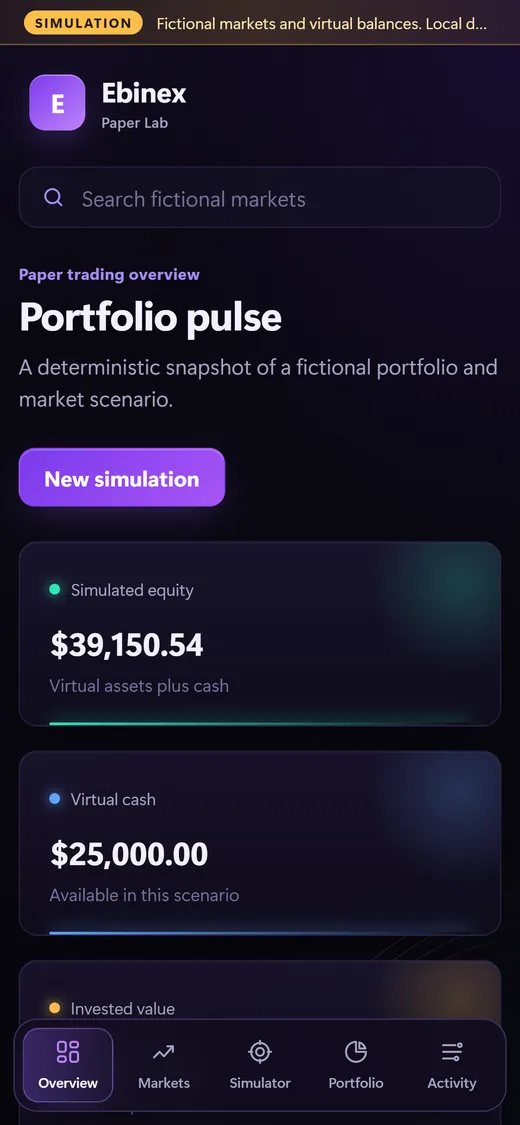 SIMULATION
Fictional markets and virtual balances. Local d...
E
Ebinex
Paper Lab
Search fictional markets
Paper trading overview
Portfolio pulse
A deterministic snapshot of a fictional portfolio and
market scenario.
New simulation
Simulated equity
$39,150.54
Virtual assets plus cash
Virtual cash
$25,000.00
Available in this scenario
Invested value
Overview
Markets
Simulator
Portfolio
Activity